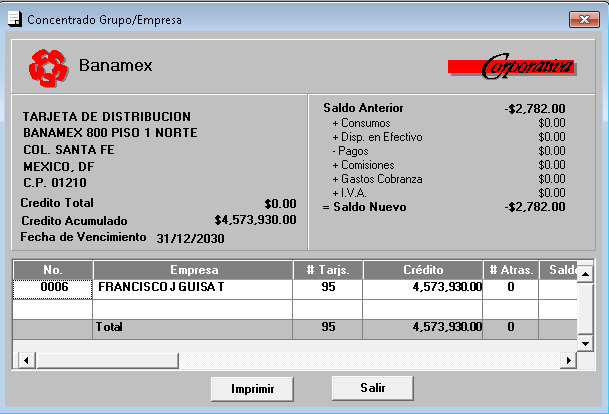 Concentrado Grupo/Empresa
Banamex
Corporativa
TARJETA DE DISTRIBUCION
BANAMEX 800 PISO 1 NORTE
COL. SANTA FE
MEXICO, DF
C.P. 01210
Credito Total $0.00
Credito Acumulado $4,573,930.00
Fecha de Vencimiento 31/12/2030
Saldo Anterior -$2,782.00
+ Consumos $0.00
+ Disp. en Efectivo $0.00
- Pagos $0.00
+ Comisiones $0.00
+ Gastos Cobranza $0.00
+ I.V.A. $0.00
= Saldo Nuevo -$2,782.00
No. Empresa # Tarjs. Crédito # Atras. Saldo
0006 FRANCISCO J GUISA T 95 4,573,930.00 0
Total 95 4,573,930.00 0
Imprimir Salir